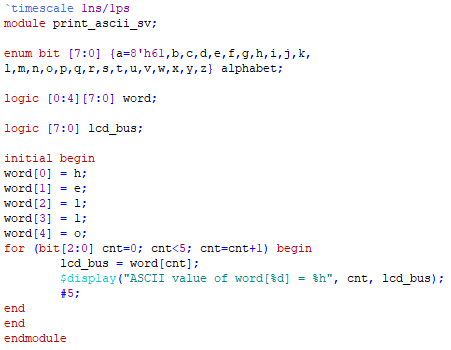 `timescale 1ns/1ps
module print_ascii_sv;
enum bit [7:0] {a=8'h61,b,c,d,e,f,g,h,i,j,k,
l,m,n,o,p,q,r,s,t,u,v,w,x,y,z} alphabet;
logic [0:4][7:0] word;
logic [7:0] lcd_bus;
initial begin
word[0] = h;
word[1] = e;
word[2] = l;
word[3] = l;
word[4] = o;
for (bit[2:0] cnt=0; cnt<5; cnt=cnt+1) begin
lcd_bus = word[cnt];
$display("ASCII value of word[%d] = %h", cnt, lcd_bus);
#5;
end
end
endmodule